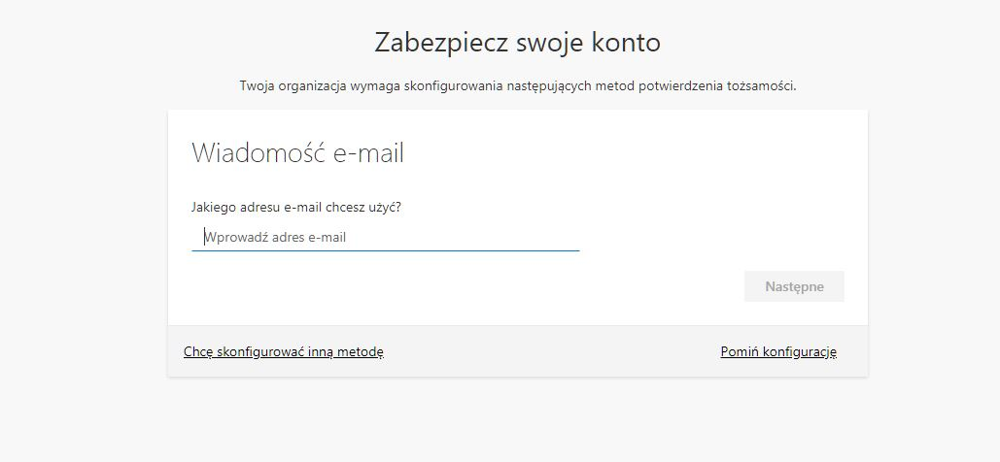 Zabezpiecz swoje konto
Twoja organizacja wymaga skonfigurowania następujących metod potwierdzenia tożsamości.
Wiadomość e-mail
Jakiego adresu e-mail chcesz użyć?
Wprowadź adres e-mail
Następne
Chcę skonfigurować inną metodę
Pomiń konfigurację